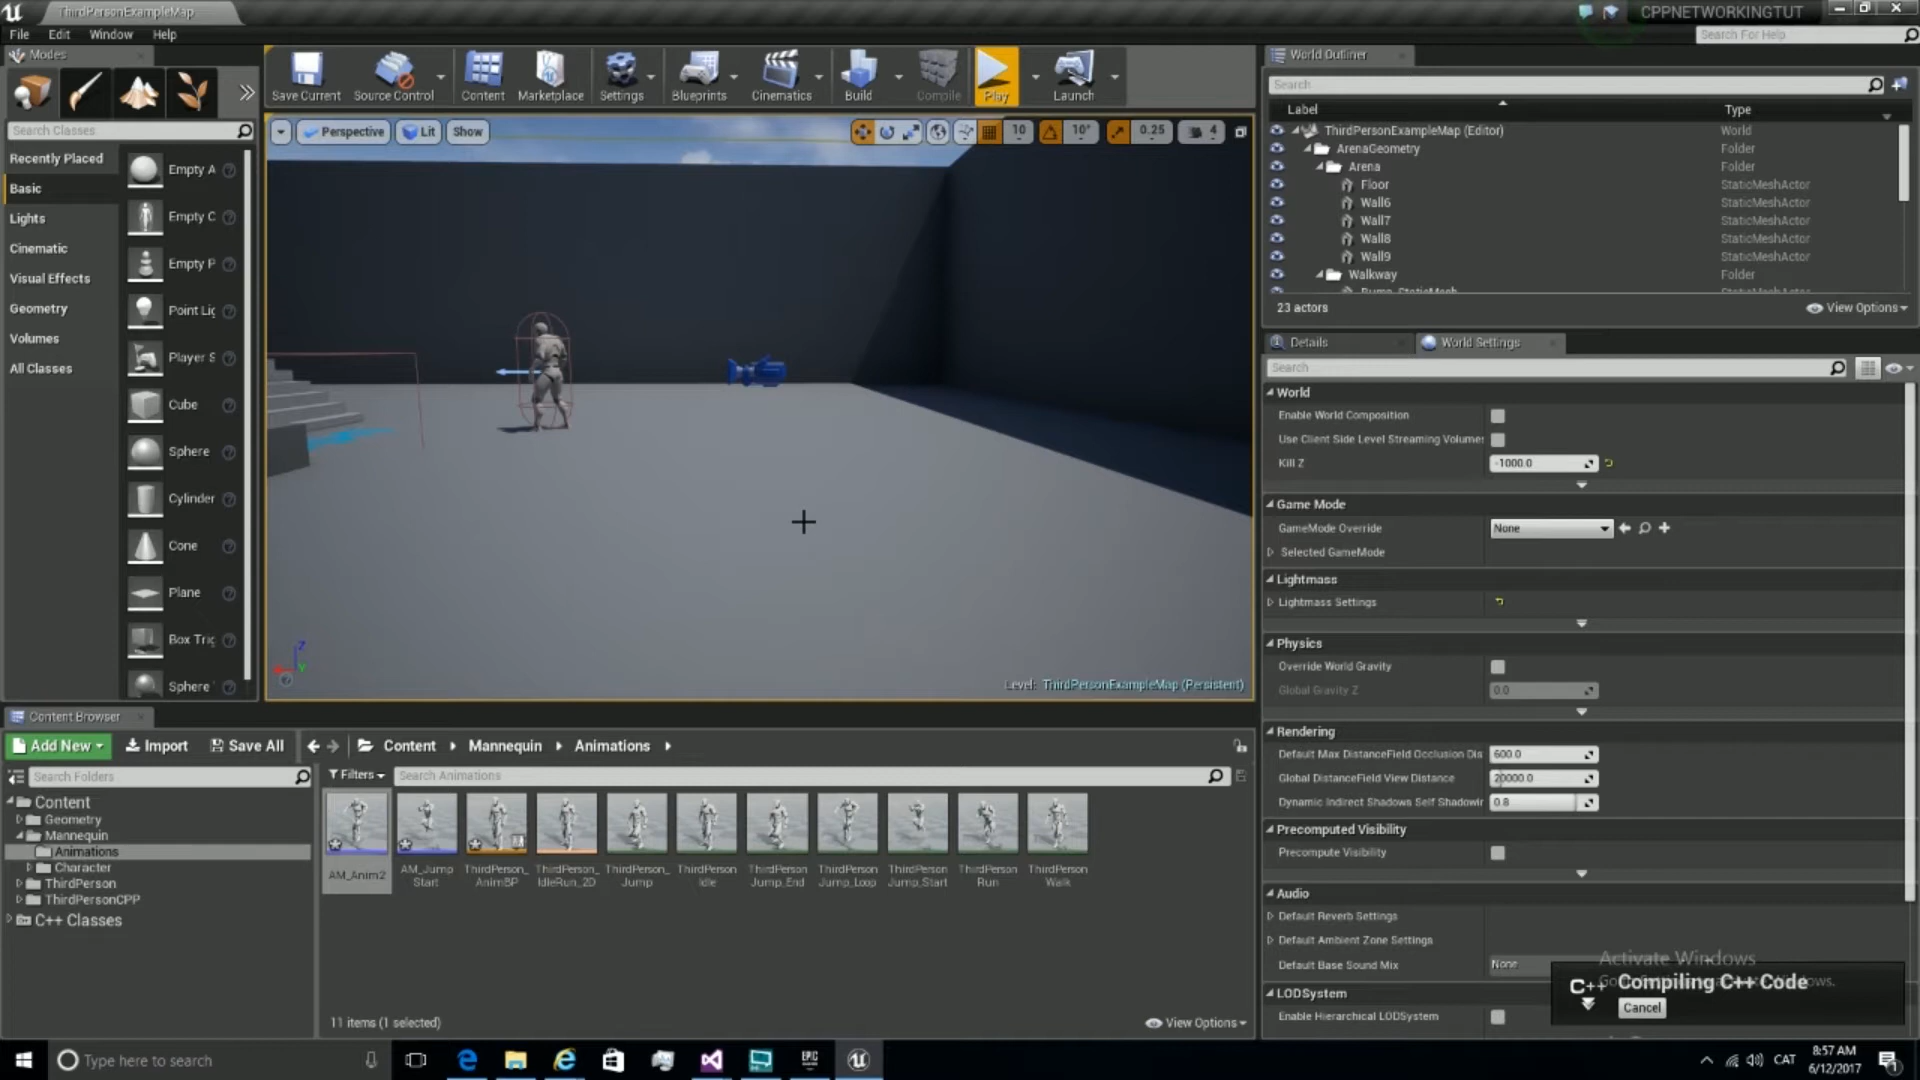 ThirdPersonExampleMap
CPPNETWORKINGTUT
File Edit Window Help
Search For Help
Modes
Save Current
Source Control
Content
Marketplace
Settings
Blueprints
Cinematics
Build
Compile
Play
Launch
Search Classes
Recently Placed
Basic
Lights
Cinematic
Visual Effects
Geometry
Volumes
All Classes
Empty A
Empty C
Empty P
Point Lig
Player S
Cube
Sphere
Cylinder
Cone
Plane
Box Trig
Sphere
Perspective
Lit
Show
10
10°
0.25
4
Z
Y
Level: ThirdPersonExampleMap (Persistent)
World Outliner
Search
Label Type
ThirdPersonExampleMap (Editor) World
ArenaGeometry Folder
Arena Folder
Floor StaticMeshActor
Wall6 StaticMeshActor
Wall7 StaticMeshActor
Wall8 StaticMeshActor
Wall9 StaticMeshActor
Walkway Folder
23 actors
View Options
Details
World Settings
Search
World
Enable World Composition
Use Client Side Level Streaming Volumes
Kill Z -1000.0
Game Mode
GameMode Override None
Selected GameMode
Lightmass
Lightmass Settings
Physics
Override World Gravity
Global Gravity Z 0.0
Rendering
Default Max DistanceField Occlusion Dis 600.0
Global DistanceField View Distance 20000.0
Dynamic Indirect Shadows Self Shadowin 0.8
Precomputed Visibility
Precompute Visibility
Audio
Default Reverb Settings
Default Ambient Zone Settings
Default Base Sound Mix None
LODSystem
Enable Hierarchical LODSystem
Activate Windows
C++ Compiling C++ Code
Cancel
Content Browser
Add New
Import
Save All
Content
Mannequin
Animations
Search Folders
Filters
Search Animations
Content
Geometry
Mannequin
Animations
Character
ThirdPerson
ThirdPersonCPP
C++ Classes
AM_Anim2
AM_Jump
Start
ThirdPerson_
AnimBP
ThirdPerson_
IdleRun_2D
ThirdPerson_
Jump
ThirdPerson
Idle
ThirdPerson
Jump_End
ThirdPerson
Jump_Loop
ThirdPerson
Jump_Start
ThirdPerson
Run
ThirdPerson
Walk
11 items (1 selected)
View Options
Type here to search
EPIC
CAT
8:57 AM
6/12/2017
1